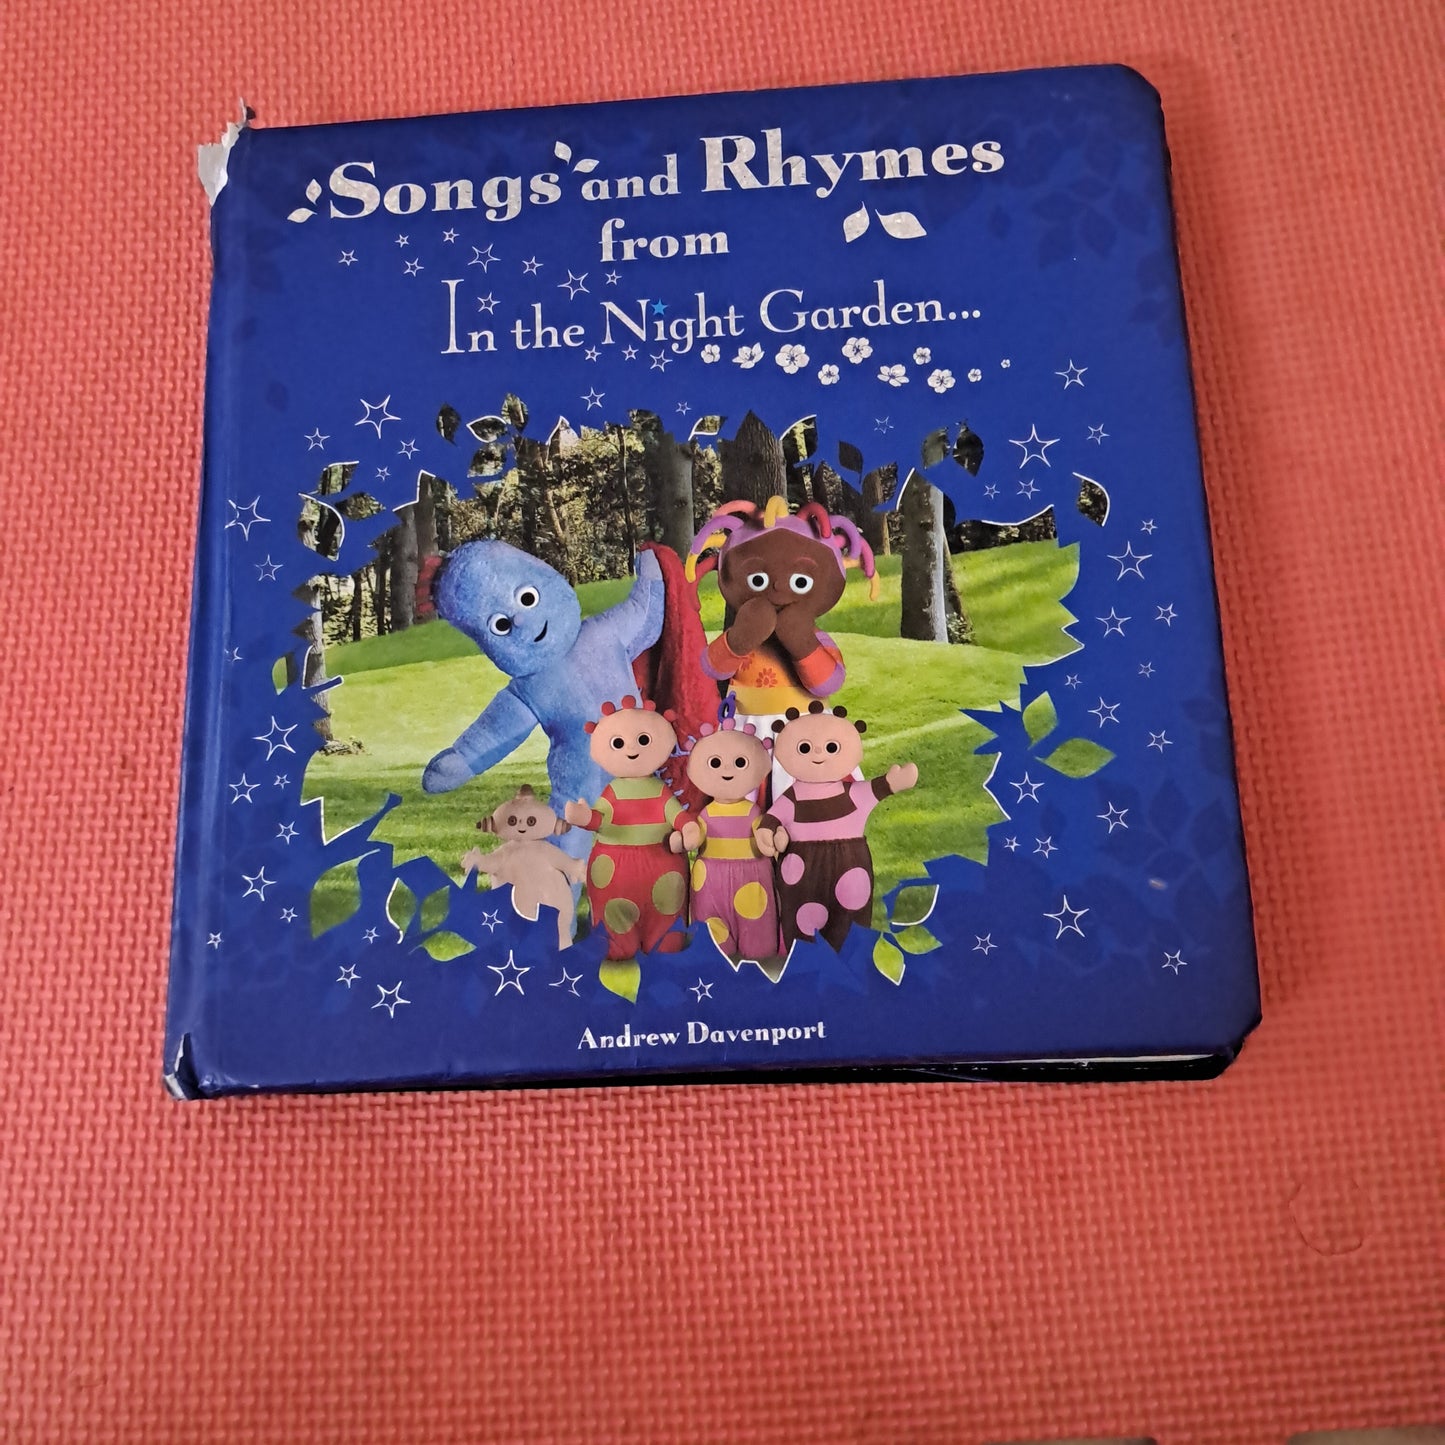 Songs and Rhymes
from
In the Night Garden...
Andrew Davenport